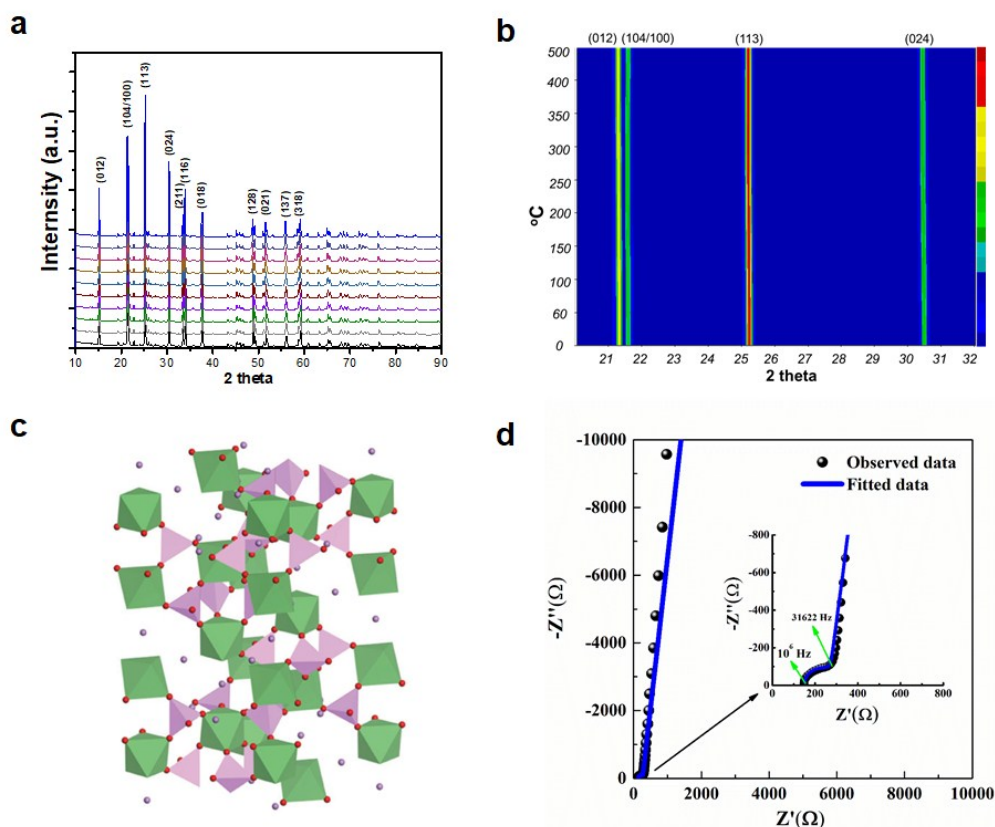 a
Internsity (a.u.)
(012)
(104/100)
(113)
(024)
(211)
(116)
(018)
(128)
(021)
(137)
(318)
10 20 30 40 50 60 70 80 90
2 theta
b
(012) (104/100) (113) (024)
500
450
400
350
300
250
200
150
100
500
60
0
°C
21 22 23 24 25 26 27 28 29 30 31 32
2 theta
c
d
-10000
-8000
-6000
-4000
-2000
0
-Z''(Ω)
Observed data
Fitted data
-800
-600
-400
-200
0
-Z''(Ω)
31622 Hz
10⁶ Hz
0 200 400 600 800
Z'(Ω)
0 2000 4000 6000 8000 10000
Z'(Ω)